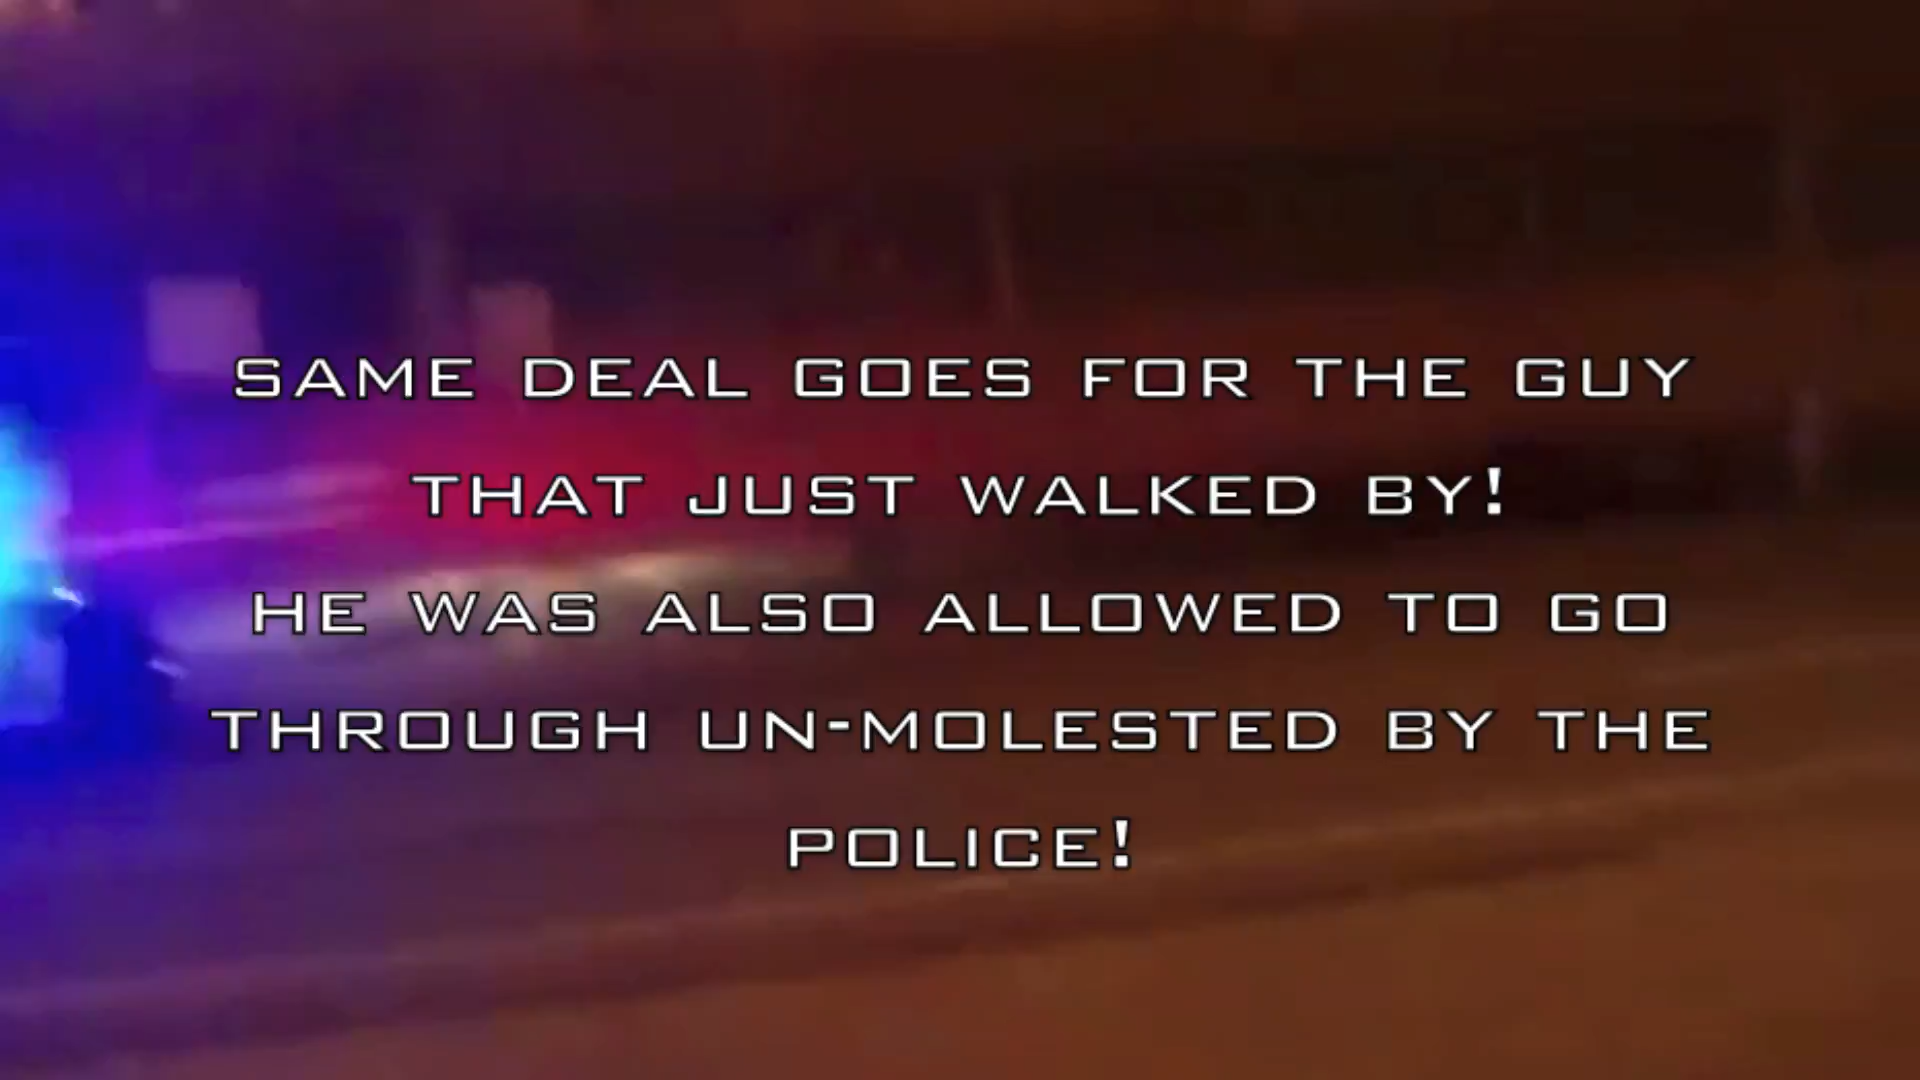 SAME DEAL GOES FOR THE GUY
THAT JUST WALKED BY!
HE WAS ALSO ALLOWED TO GO
THROUGH UN-MOLESTED BY THE
POLICE!